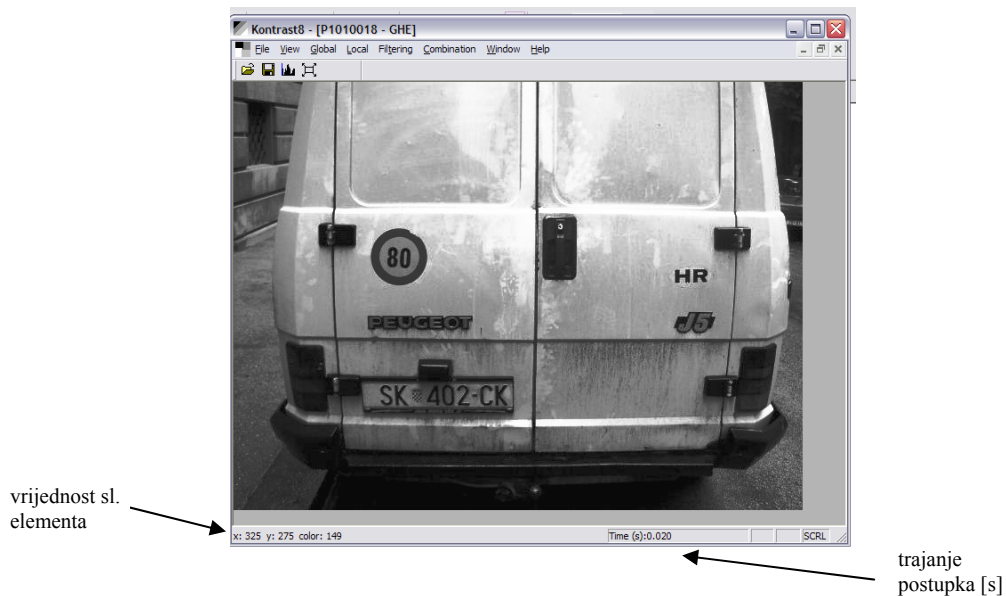 Kontrast8 - [P1010018 - GHE]
File View Global Local Filtering Combination Window Help
80
HR
PEUGEOT
J5
SK 402-CK
vrijednost sl.
elementa
x: 325 y: 275 color: 149
Time (s):0.020
SCRL
trajanje
postupka [s]